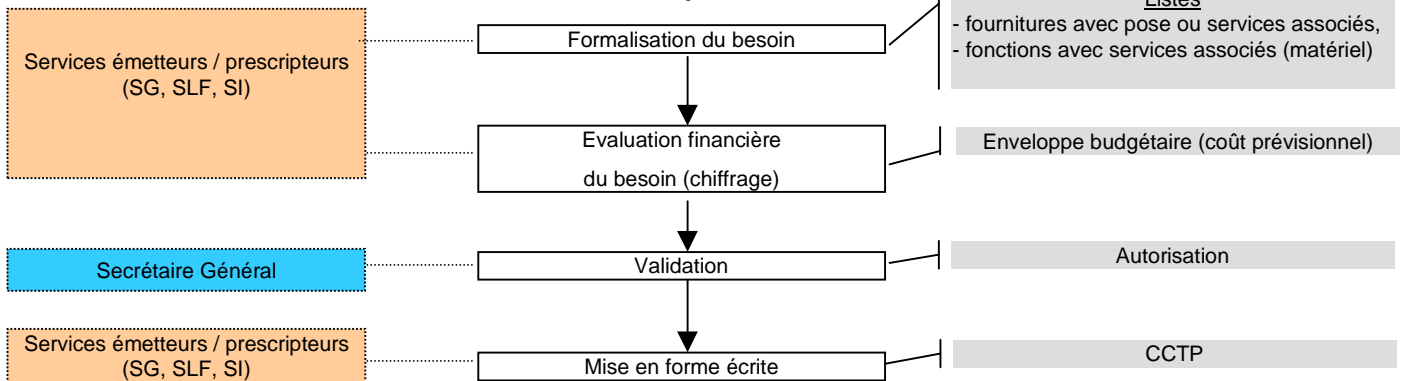 Listes
- fournitures avec pose ou services associés,
- fonctions avec services associés (matériel)
Formalisation du besoin
Services émetteurs / prescripteurs
(SG, SLF, SI)
Evaluation financière
du besoin (chiffrage)
Enveloppe budgétaire (coût prévisionnel)
Secrétaire Général
Validation
Autorisation
Services émetteurs / prescripteurs
(SG, SLF, SI)
Mise en forme écrite
CCTP